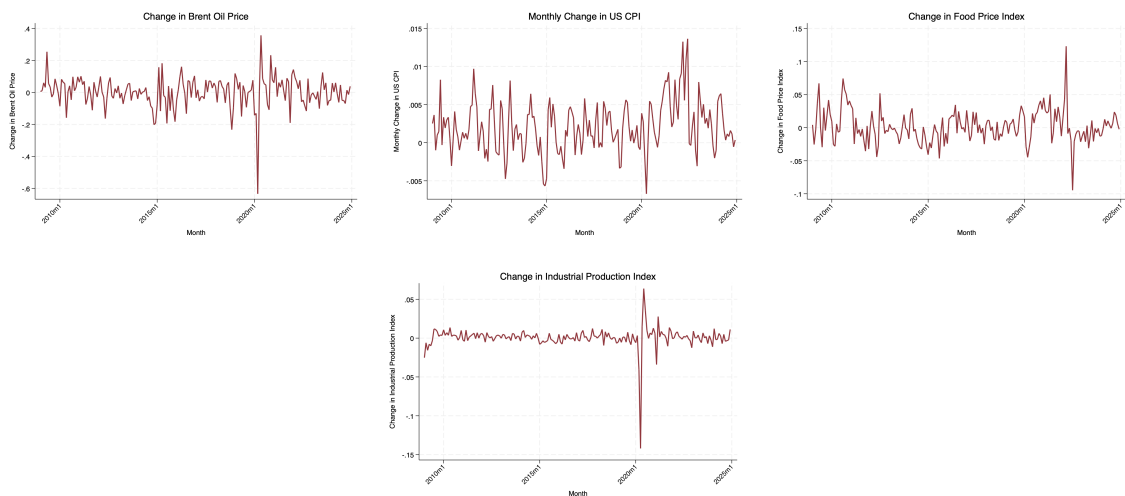 Change in Brent Oil Price
Change in Brent Oil Price
.4
.2
0
-.2
-.4
-.6
2010m1
2015m1
2020m1
2025m1
Month
Monthly Change in US CPI
Monthly Change in US CPI
.015
.01
.005
0
-.005
2010m1
2015m1
2020m1
2025m1
Month
Change in Food Price Index
Change in Food Price Index
.15
.1
.05
0
-.05
-.1
2010m1
2015m1
2020m1
2025m1
Month
Change in Industrial Production Index
Change in Industrial Production Index
.05
0
-.05
-.1
-.15
2010m1
2015m1
2020m1
2025m1
Month